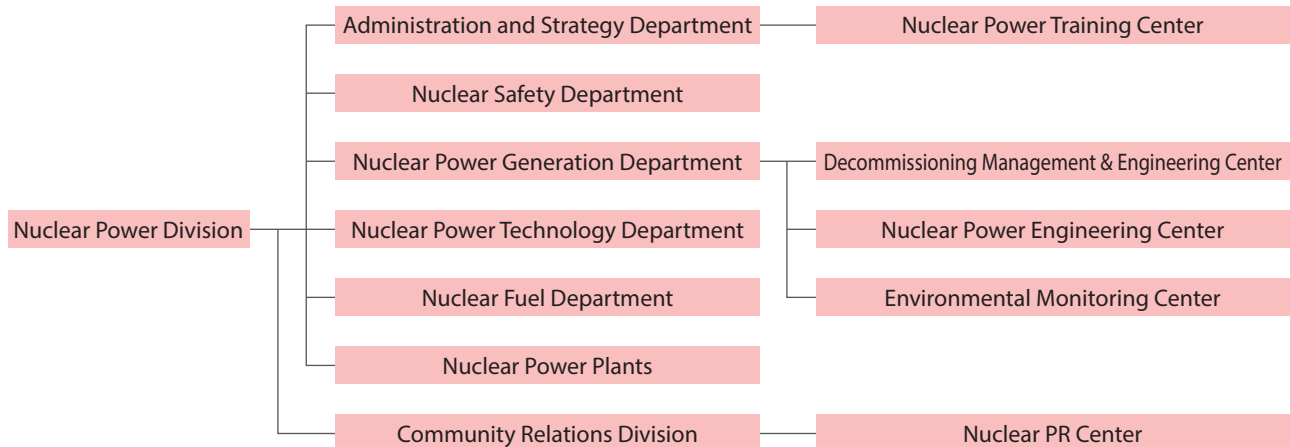 Administration and Strategy Department
Nuclear Power Training Center
Nuclear Safety Department
Nuclear Power Generation Department
Decommissioning Management & Engineering Center
Nuclear Power Division
Nuclear Power Technology Department
Nuclear Power Engineering Center
Nuclear Fuel Department
Environmental Monitoring Center
Nuclear Power Plants
Community Relations Division
Nuclear PR Center